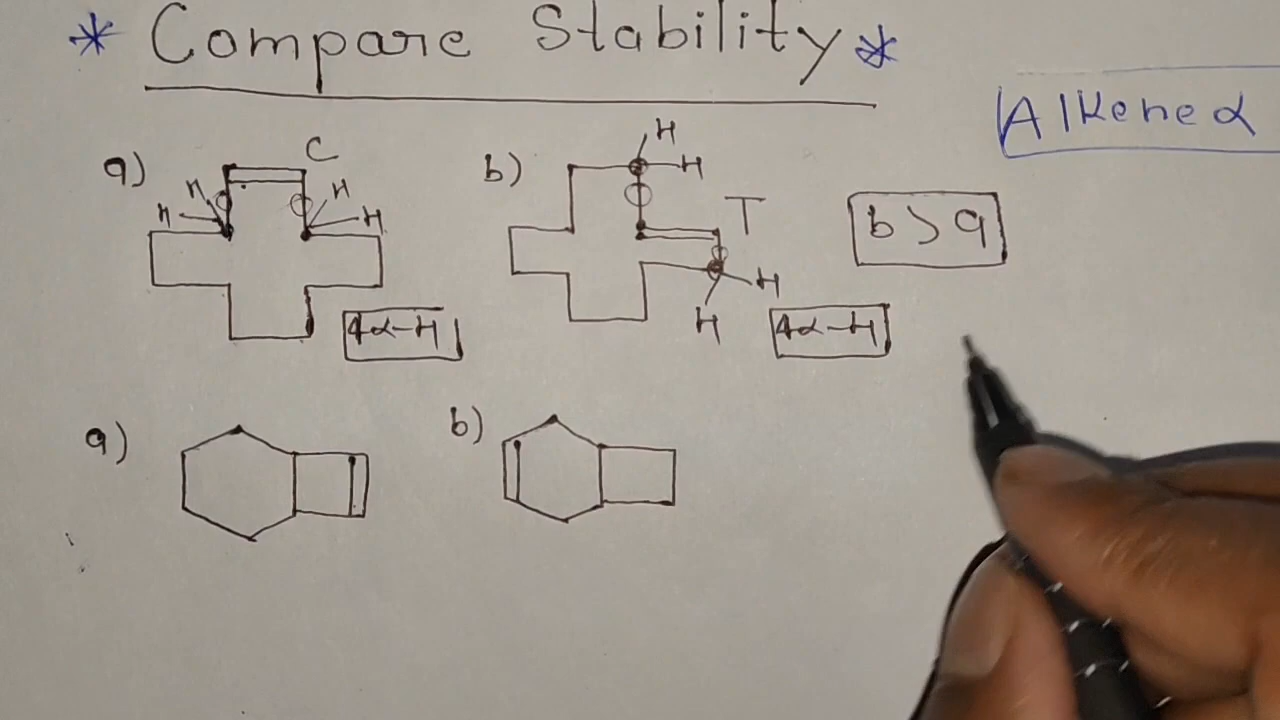 * Compare Stability *
Alkene α
a) C H H H H
b) H H T H H
b > a
4α-H
4α-H
a)
b)